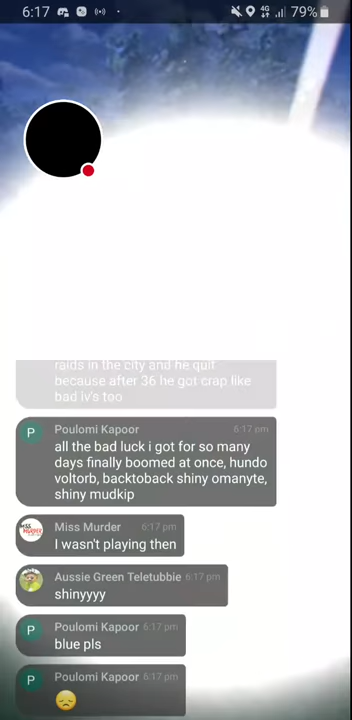 6:17 4G 79%
raids in the city and he quit
because after 36 he got crap like
bad Iv's too
P Poulomi Kapoor 6:17 pm
all the bad luck i got for so many
days finally boomed at once, hundo
voltorb, backtoback shiny omanyte,
shiny mudkip
MISS MURDER Miss Murder 6:17 pm
I wasn't playing then
Aussie Green Teletubbie 6:17 pm
shinyyyy
P Poulomi Kapoor 6:17 pm
blue pls
P Poulomi Kapoor 6:17 pm
😞